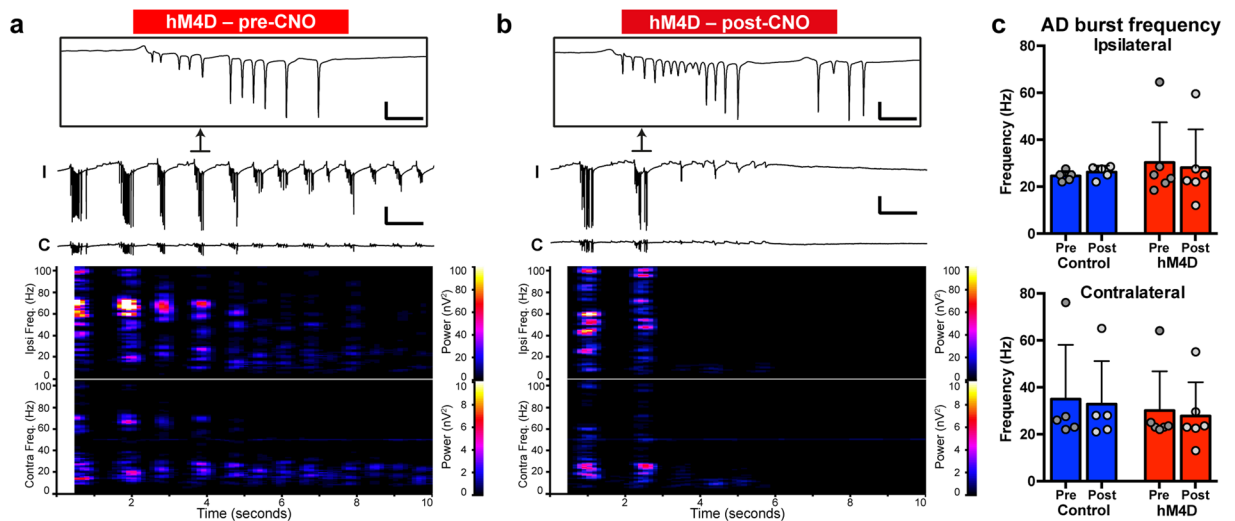 a
hM4D – pre-CNO
I
C
Ipsi Freq. (Hz)
100
80
60
40
20
0
Contra Freq. (Hz)
100
80
60
40
20
0
2
4
6
8
10
Time (seconds)
Power (nV²)
100
80
60
40
20
0
Power (nV²)
10
8
6
4
2
0
b
hM4D – post-CNO
I
C
Ipsi Freq. (Hz)
100
80
60
40
20
0
Contra Freq. (Hz)
100
80
60
40
20
0
2
4
6
8
10
Time (seconds)
Power (nV²)
100
80
60
40
20
0
Power (nV²)
10
8
6
4
2
0
c
AD burst frequency
Ipsilateral
Frequency (Hz)
80
60
40
20
0
Pre Post Pre Post
Control hM4D
Contralateral
Frequency (Hz)
80
60
40
20
0
Pre Post Pre Post
Control hM4D